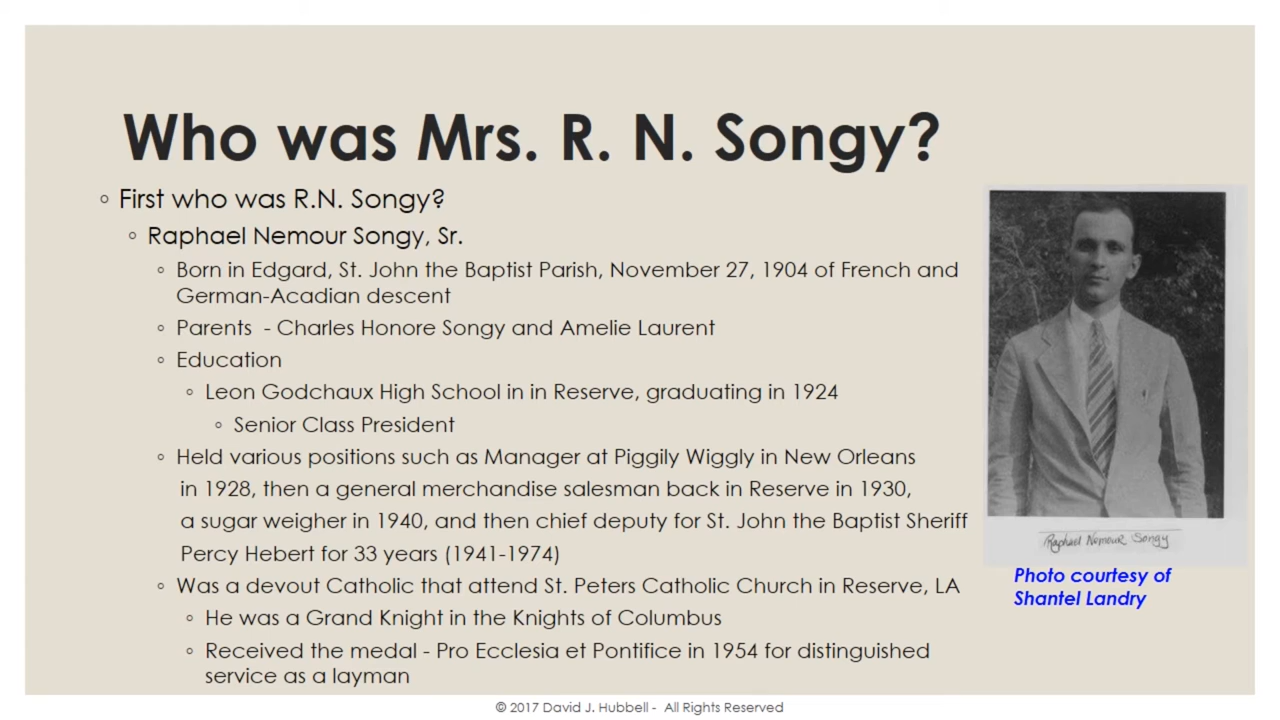 Who was Mrs. R. N. Songy?
◦ First who was R.N. Songy?
◦ Raphael Nemour Songy, Sr.
◦ Born in Edgard, St. John the Baptist Parish, November 27, 1904 of French and
German-Acadian descent
◦ Parents - Charles Honore Songy and Amelie Laurent
◦ Education
◦ Leon Godchaux High School in in Reserve, graduating in 1924
◦ Senior Class President
◦ Held various positions such as Manager at Piggily Wiggly in New Orleans
in 1928, then a general merchandise salesman back in Reserve in 1930,
a sugar weigher in 1940, and then chief deputy for St. John the Baptist Sheriff
Percy Hebert for 33 years (1941-1974)
◦ Was a devout Catholic that attend St. Peters Catholic Church in Reserve, LA
◦ He was a Grand Knight in the Knights of Columbus
◦ Received the medal - Pro Ecclesia et Pontifice in 1954 for distinguished
service as a layman
Raphael Nemour Songy
Photo courtesy of
Shantel Landry
© 2017 David J. Hubbell - All Rights Reserved